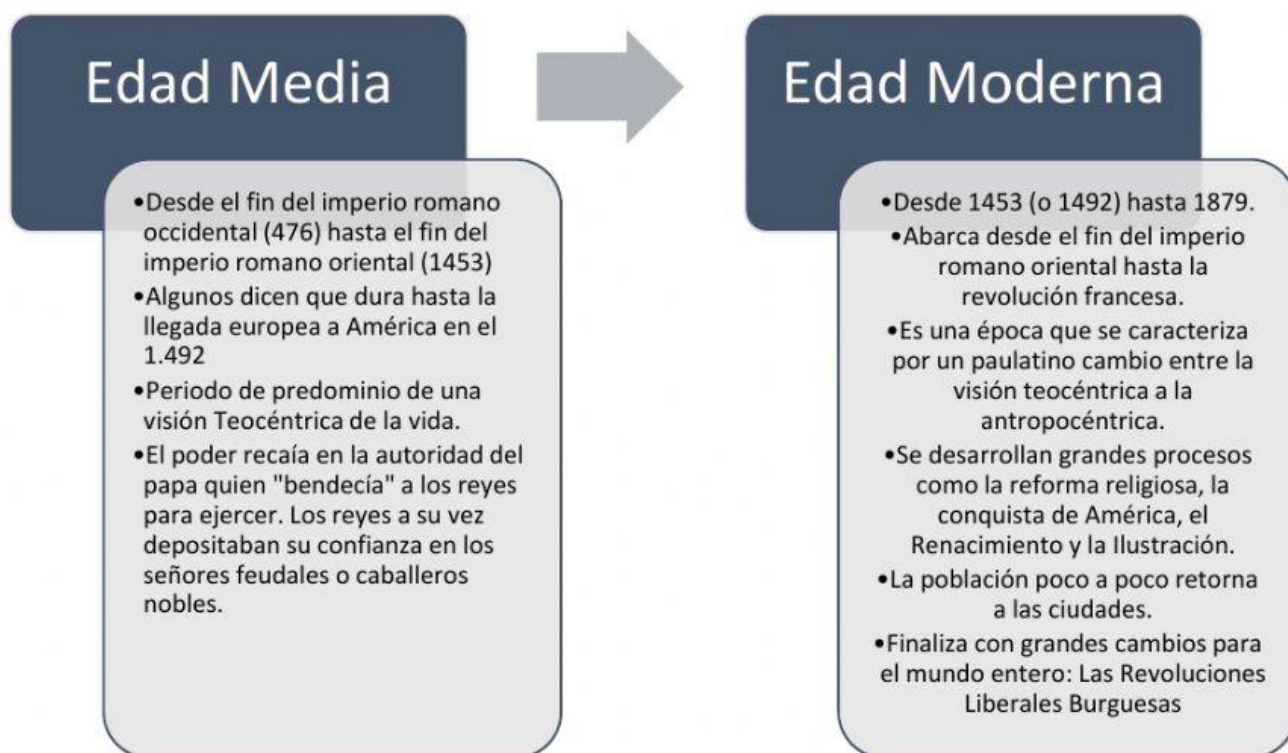 Edad Media
•Desde el fin del imperio romano
occidental (476) hasta el fin del
imperio romano oriental (1453)
•Algunos dicen que dura hasta la
llegada europea a América en el
1.492
•Periodo de predominio de una
visión Teocéntrica de la vida.
•El poder recaía en la autoridad del
papa quien "bendecía" a los reyes
para ejercer. Los reyes a su vez
depositaban su confianza en los
señores feudales o caballeros
nobles.
Edad Moderna
•Desde 1453 (o 1492) hasta 1879.
•Abarca desde el fin del imperio
romano oriental hasta la
revolución francesa.
•Es una época que se caracteriza
por un paulatino cambio entre la
visión teocéntrica a la
antropocéntrica.
•Se desarrollan grandes procesos
como la reforma religiosa, la
conquista de América, el
Renacimiento y la Ilustración.
•La población poco a poco retorna
a las ciudades.
•Finaliza con grandes cambios para
el mundo entero: Las Revoluciones
Liberales Burguesas